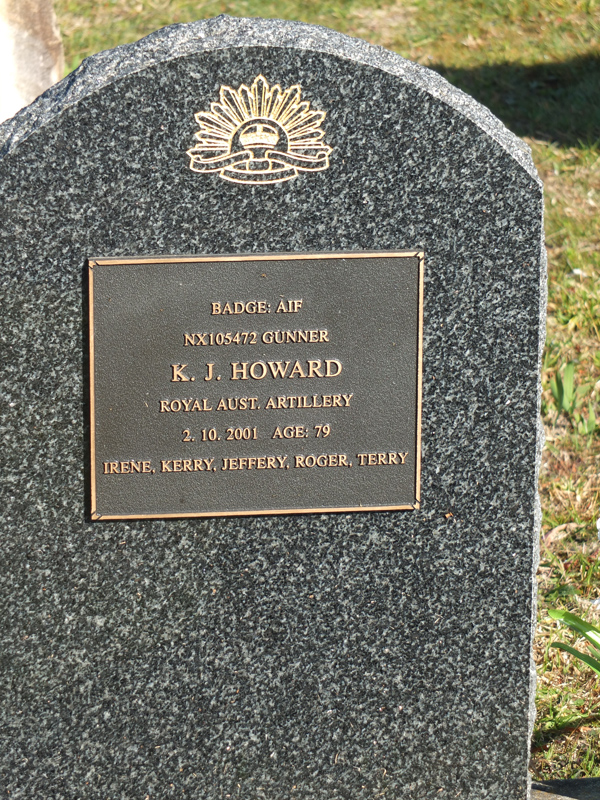 BADGE: AIF
NX105472 GUNNER
K. J. HOWARD
ROYAL AUST. ARTILLERY
2. 10. 2001 AGE: 79
IRENE, KERRY, JEFFERY, ROGER, TERRY